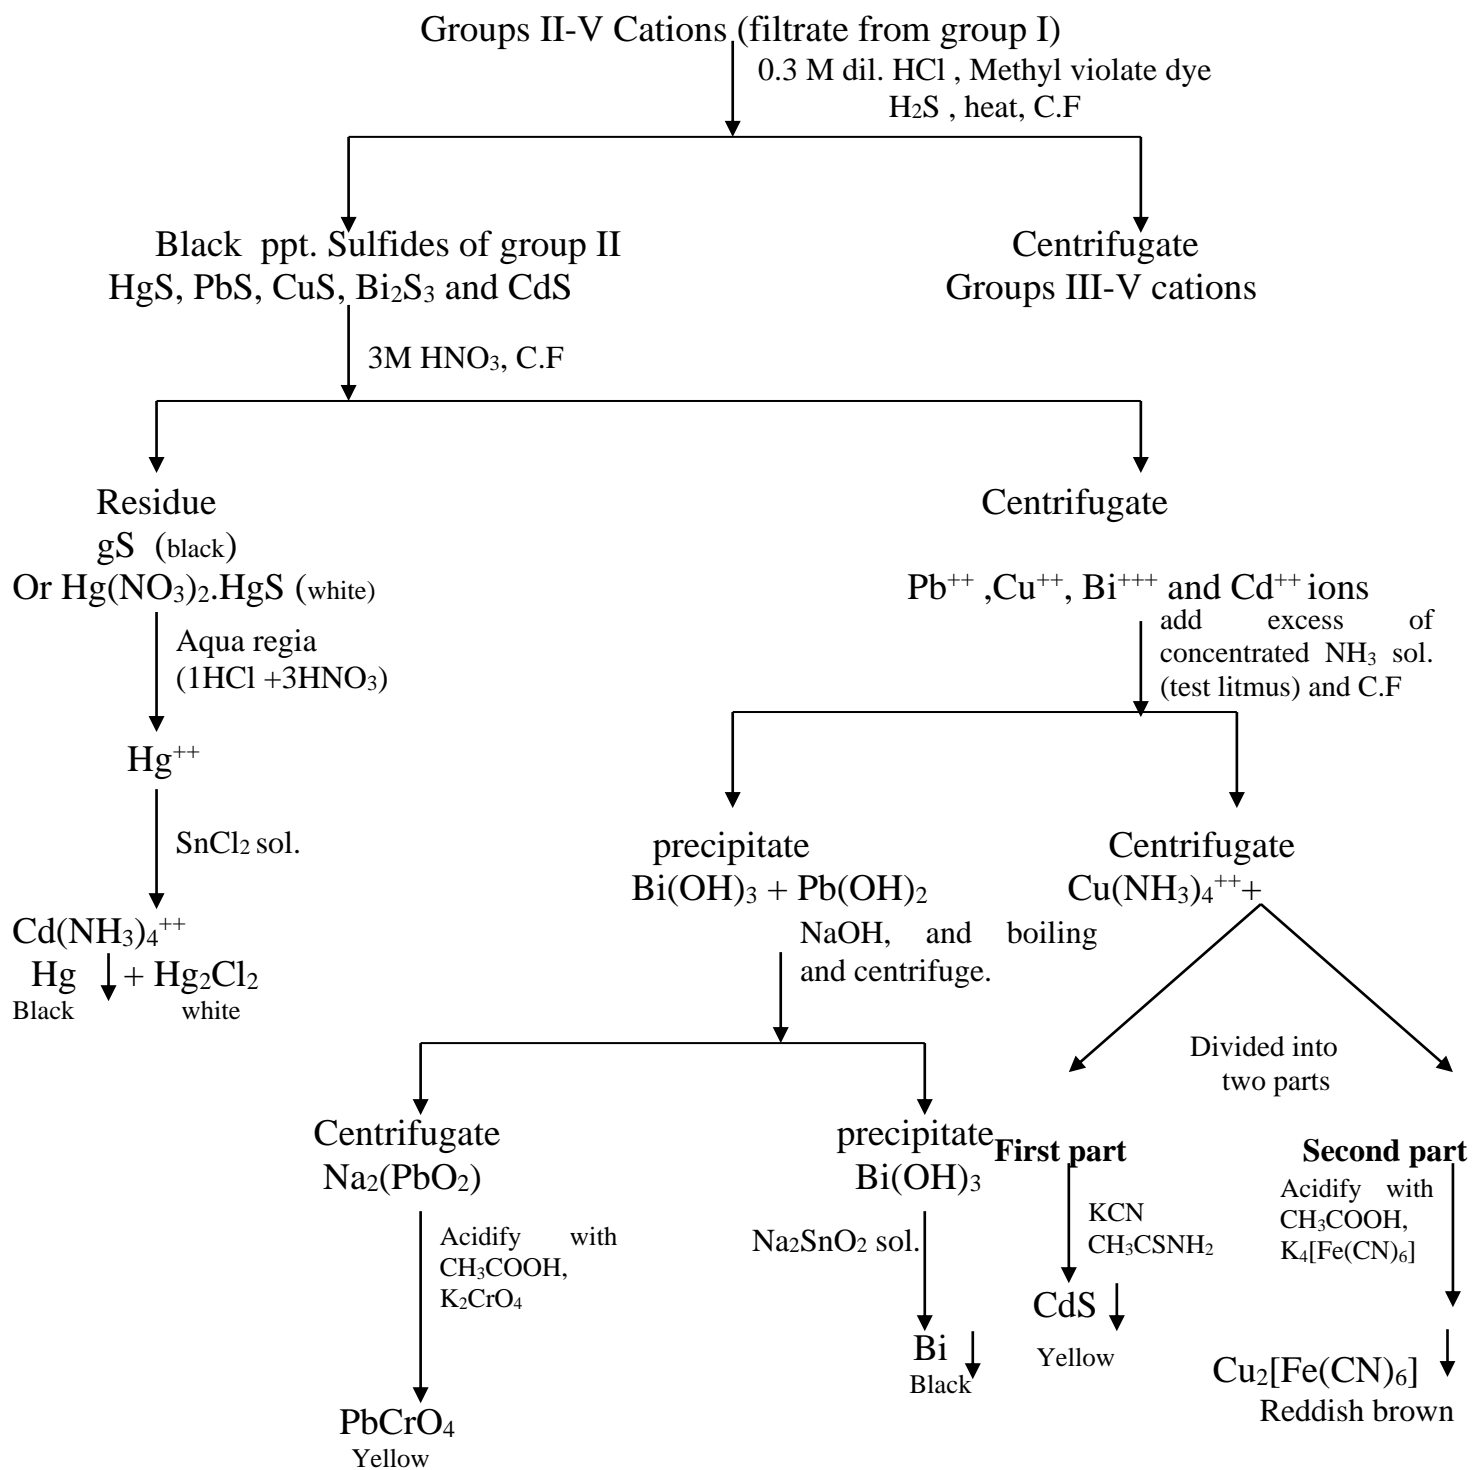 Groups II-V Cations (filtrate from group I)
0.3 M dil. HCl , Methyl violate dye
H₂S , heat, C.F
Black ppt. Sulfides of group II
HgS, PbS, CuS, Bi₂S₃ and CdS
Centrifugate
Groups III-V cations
3M HNO₃, C.F
Residue
gS (black)
Or Hg(NO₃)₂.HgS (white)
Centrifugate
Pb⁺⁺ ,Cu⁺⁺, Bi⁺⁺⁺ and Cd⁺⁺ ions
Aqua regia
(1HCl +3HNO₃)
add excess of
concentrated NH₃ sol.
(test litmus) and C.F
Hg⁺⁺
SnCl₂ sol.
Cd(NH₃)₄⁺⁺
Hg + Hg₂Cl₂
Black white
precipitate
Bi(OH)₃ + Pb(OH)₂
Centrifugate
Cu(NH₃)₄⁺⁺+
NaOH, and boiling
and centrifuge.
Divided into
two parts
Centrifugate
Na₂(PbO₂)
precipitate
Bi(OH)₃
First part
Second part
Acidify with
CH₃COOH,
K₂CrO₄
Na₂SnO₂ sol.
KCN
CH₃CSNH₂
Acidify with
CH₃COOH,
K₄[Fe(CN)₆]
CdS
Yellow
Bi
Black
Cu₂[Fe(CN)₆]
Reddish brown
PbCrO₄
Yellow